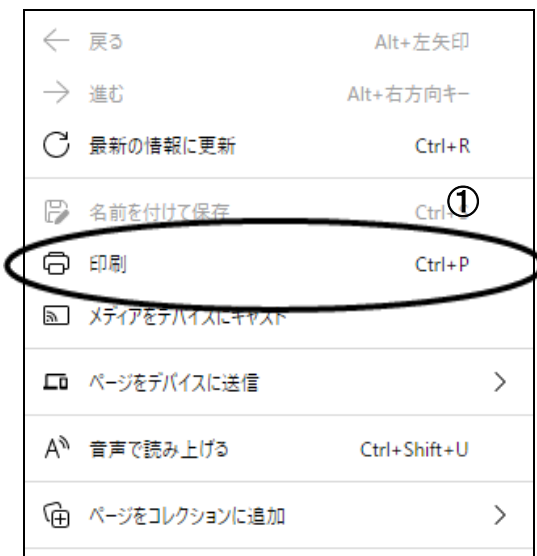 戻る Alt+左矢印
進む Alt+右方向キー
最新の情報に更新 Ctrl+R
①
名前を付けて保存 Ctrl+
印刷 Ctrl+P
メディアをデバイスにキャスト
ページをデバイスに送信
音声で読み上げる Ctrl+Shift+U
ページをコレクションに追加